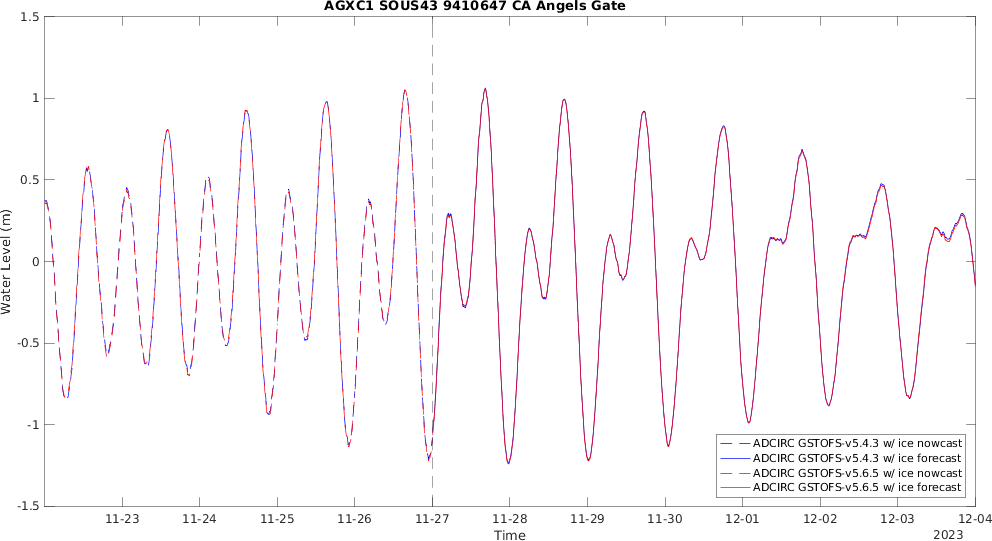 AGXC1 SOUS43 9410647 CA Angels Gate
1.5
1
0.5
0
-0.5
-1
-1.5
Water Level (m)
11-23
11-24
11-25
11-26
11-27
11-28
11-29
11-30
12-01
12-02
12-03
12-04
Time
2023
ADCIRC GSTOFS-v5.4.3 w/ ice nowcast
ADCIRC GSTOFS-v5.4.3 w/ ice forecast
ADCIRC GSTOFS-v5.6.5 w/ ice nowcast
ADCIRC GSTOFS-v5.6.5 w/ ice forecast